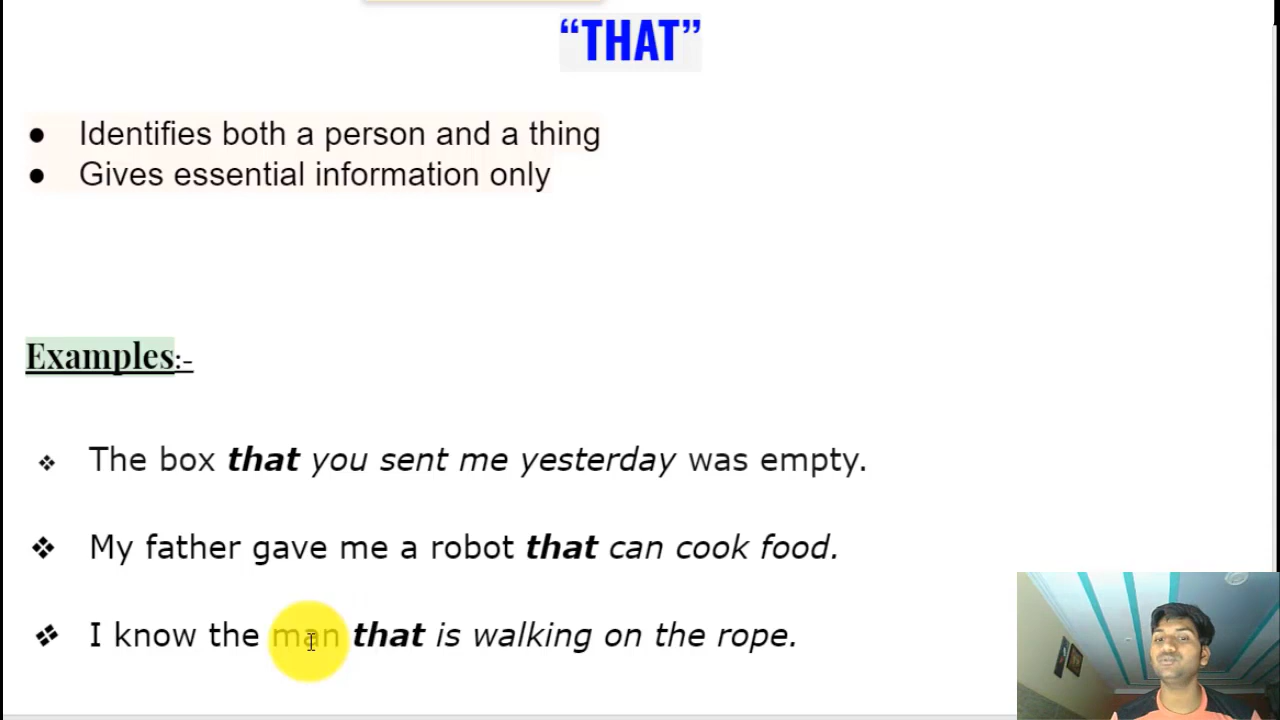 “THAT”
● Identifies both a person and a thing
● Gives essential information only
Examples:-
❖ The box that you sent me yesterday was empty.
❖ My father gave me a robot that can cook food.
❖ I know the man that is walking on the rope.